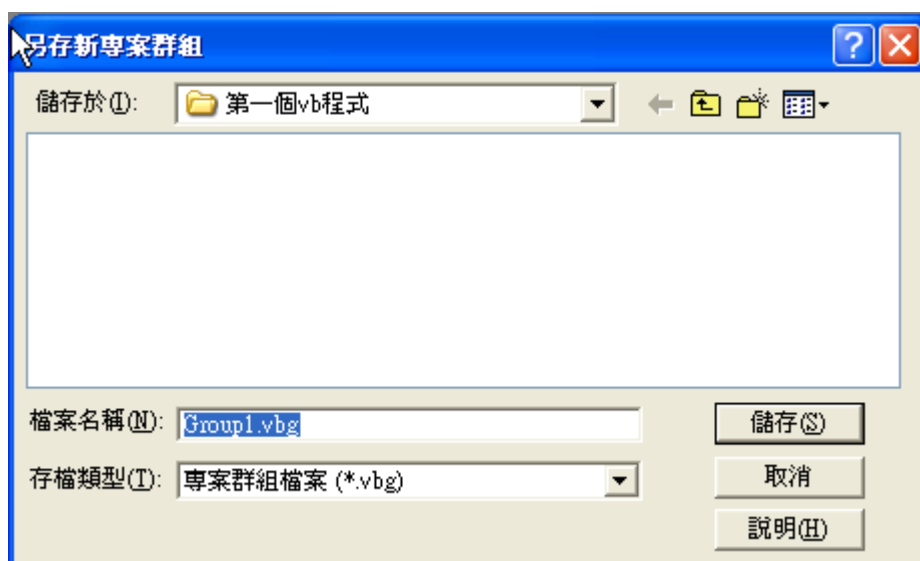 另存新專案群組
儲存於(I): 第一個vb程式
檔案名稱(N): Group1.vbg 儲存(S)
存檔類型(T): 專案群組檔案 (*.vbg) 取消
說明(H)